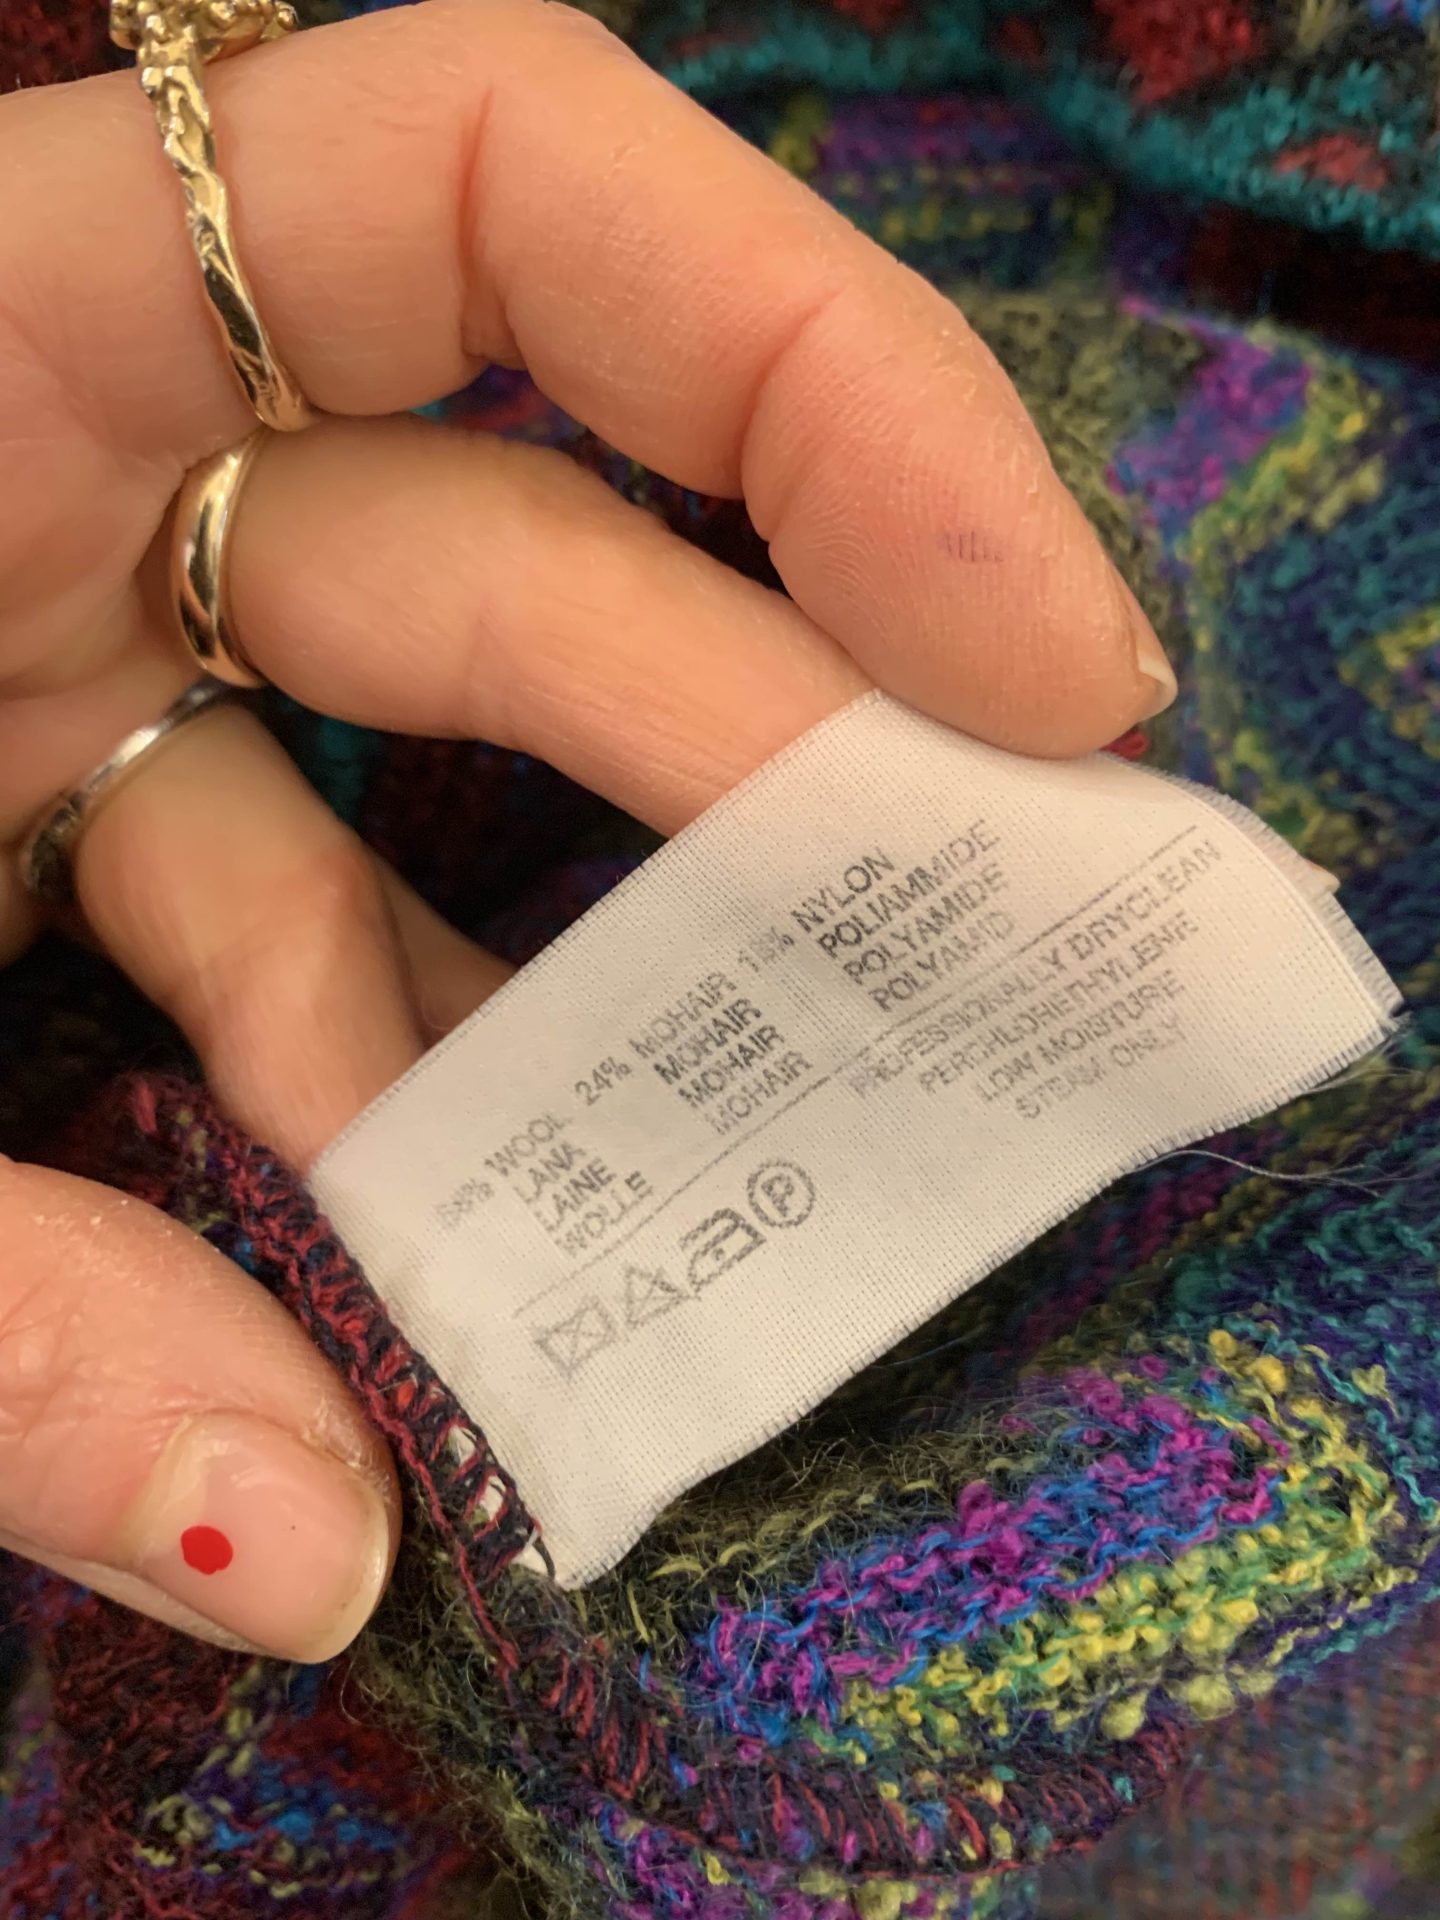 WOOL 24% MOHAIR NYLON
LANA MOHAIR POLIAMMIDE
LAINE MOHAIR POLYAMIDE
WOLLE MOHAIR POLYAMID
P
PROFESSIONALLY DRYCLEAN
PERCHLORETHYLENE
LOW MOISTURE
STEAM ONLY